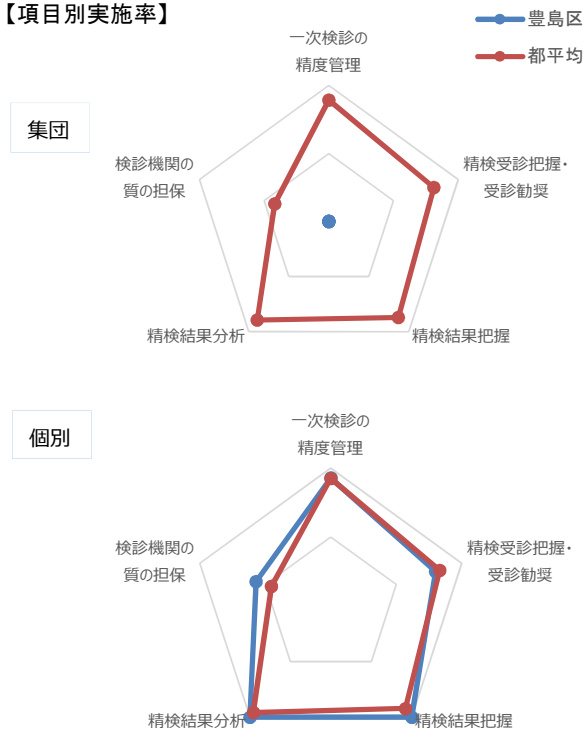 【項目別実施率】
豊島区
都平均
集団
一次検診の
精度管理
検診機関の
質の担保
精検受診把握・
受診勧奨
精検結果分析
精検結果把握
個別
一次検診の
精度管理
検診機関の
質の担保
精検受診把握・
受診勧奨
精検結果分析
精検結果把握